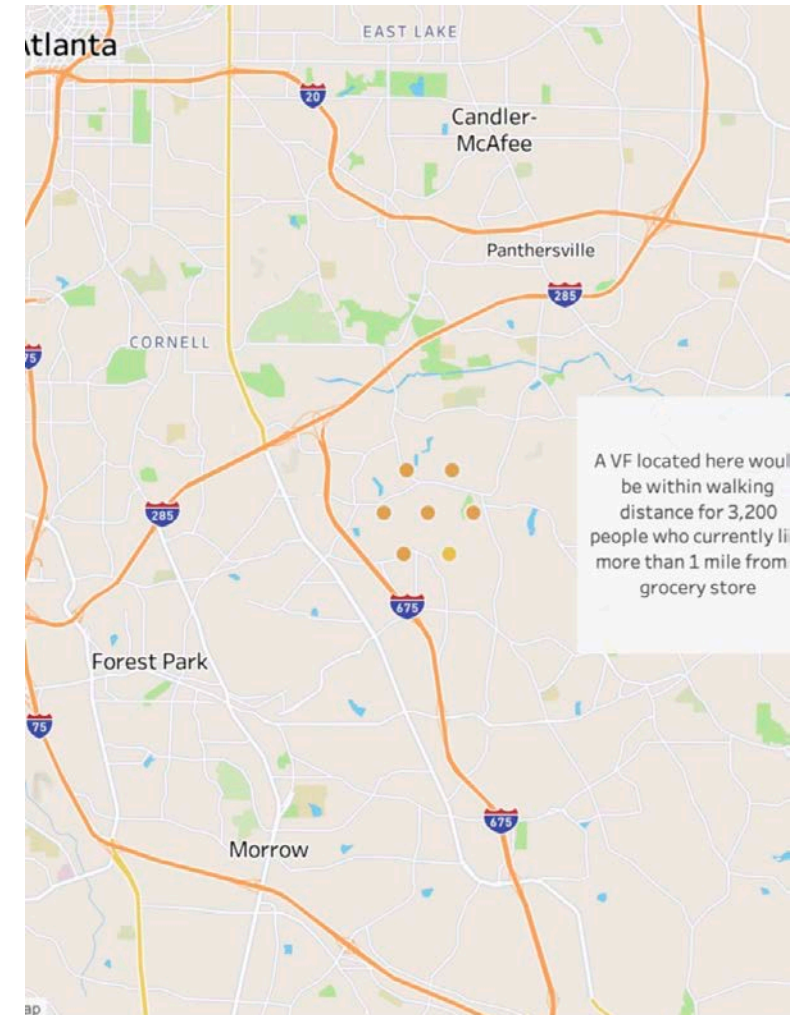 Atlanta
EAST LAKE
20
Candler-
McAfee
Panthersville
285
CORNELL
75
A VF located here woul
be within walking
distance for 3,200
people who currently li
more than 1 mile from
grocery store
285
675
Forest Park
75
675
Morrow
ap